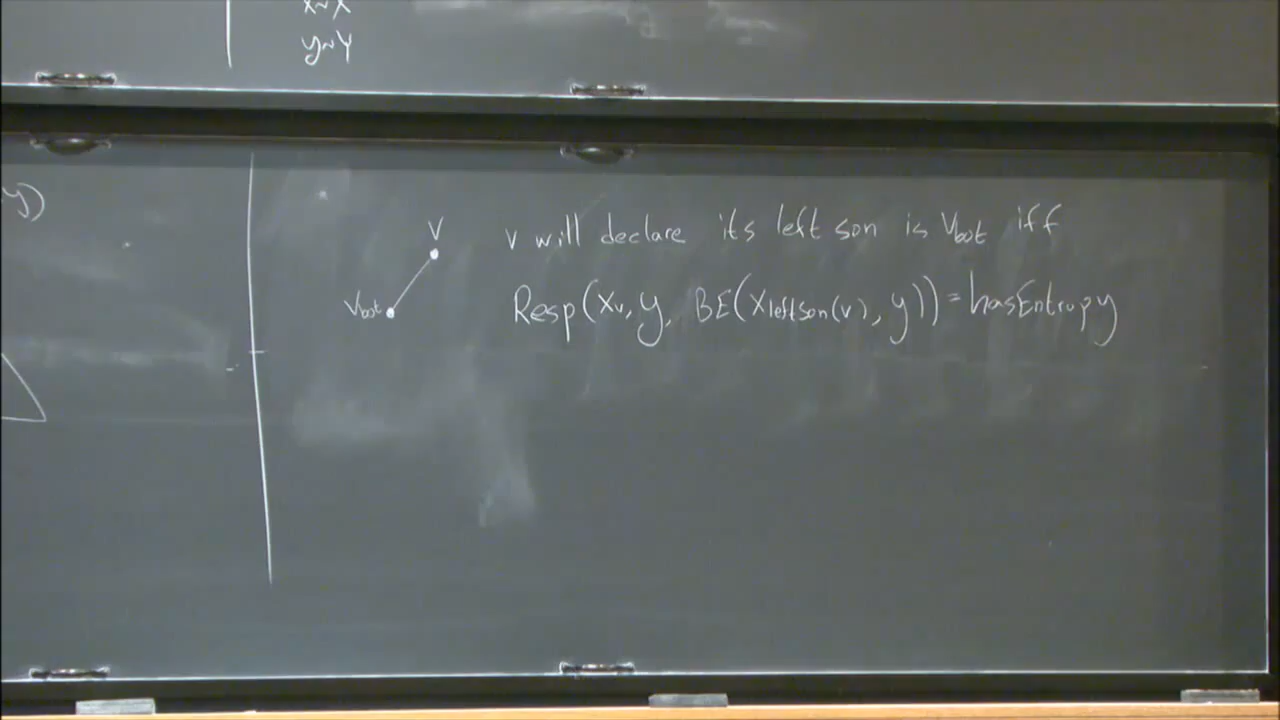 x~X
y~Y
y)
V
V will declare its left son is Vbot iff
Vbot
Resp(Xv, y, BE(Xleftson(v), y)) = hasEntropy